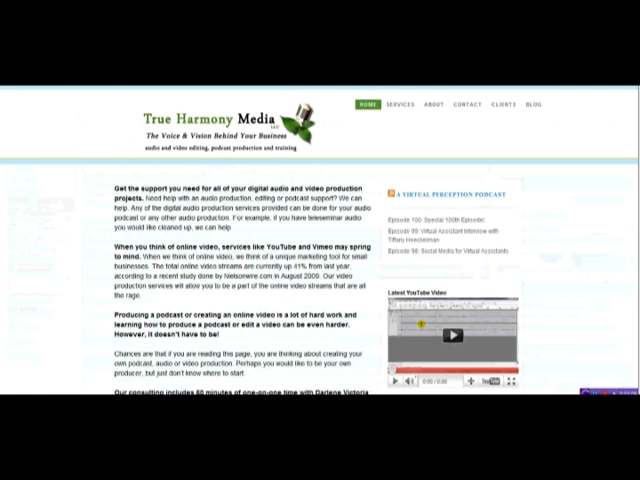 HOME SERVICES ABOUT CONTACT CLIENTS BLOG
True Harmony Media
LLC
The Voice & Vision Behind Your Business
audio and video editing, podcast production and training
Get the support you need for all of your digital audio and video production
projects. Need help with an audio production, editing or podcast support? We can
help. Any of the digital audio production services provided can be done for your audio
podcast or any other audio production. For example, if you have teleseminar audio
you would like cleaned up, we can help.
When you think of online video, services like YouTube and Vimeo may spring
to mind. When we think of online video, we think of a unique marketing tool for small
businesses. The total online video streams are currently up 41% from last year,
according to a recent study done by Nielsonwire.com in August 2009. Our video
production services will allow you to be a part of the online video streams that are all
the rage.
Producing a podcast or creating an online video is a lot of hard work and
learning how to produce a podcast or edit a video can be even harder.
However, it doesn't have to be!
Chances are that if you are reading this page, you are thinking about creating your
own podcast, audio or video production. Perhaps you would like to be your own
producer, but just don't know where to start.
Our consulting includes 60 minutes of one-on-one time with Darlene Victoria
A VIRTUAL PERCEPTION PODCAST
Episode 100: Special 100th Episode!
Episode 99: Virtual Assistant Interview with
Tiffany Hoeckelman
Episode 98: Social Media for Virtual Assistants
Latest YouTube Video
0:00 / 0:00
YouTube